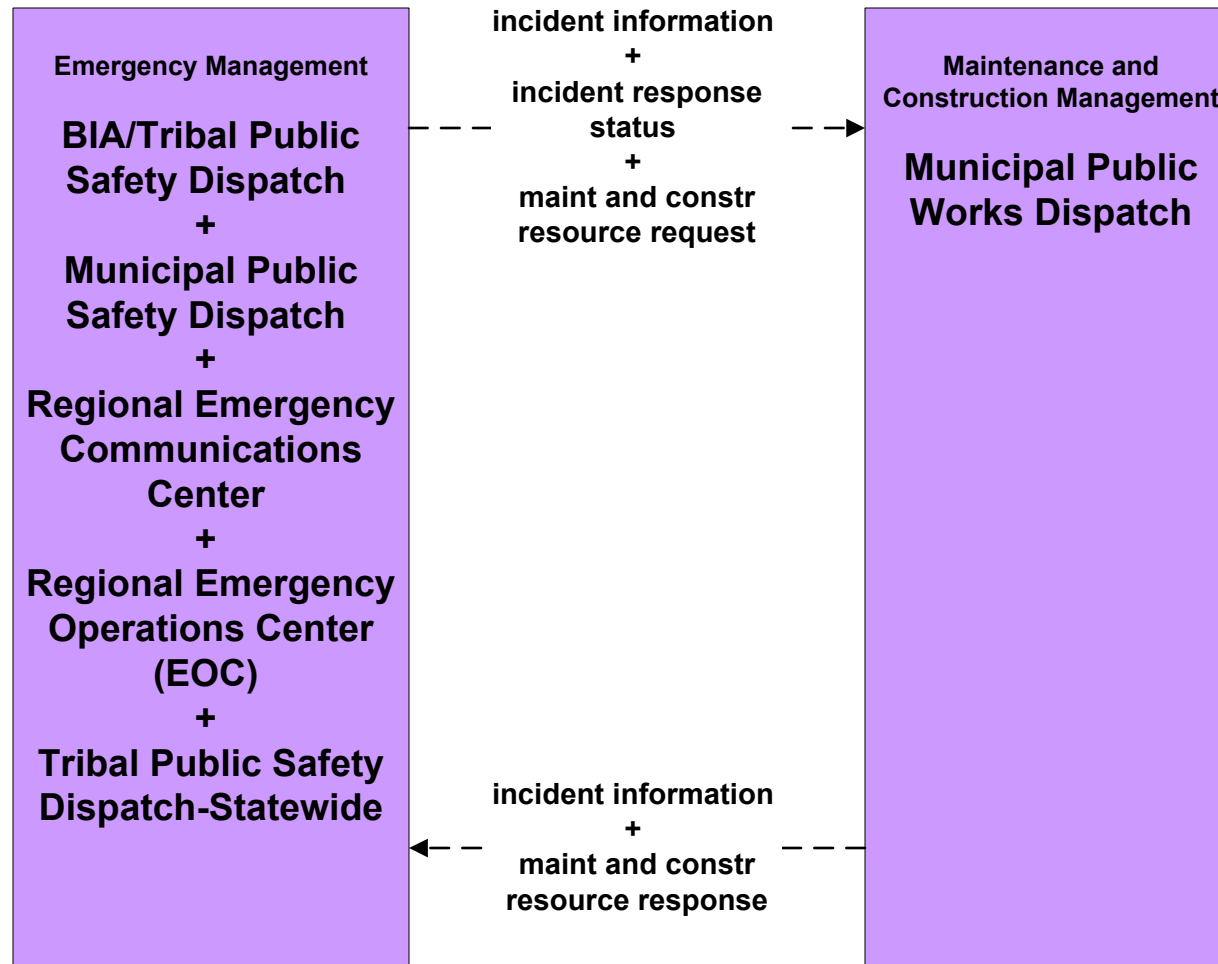 Emergency Management
BIA/Tribal Public
Safety Dispatch
+
Municipal Public
Safety Dispatch
+
Regional Emergency
Communications
Center
+
Regional Emergency
Operations Center
(EOC)
+
Tribal Public Safety
Dispatch-Statewide
incident information
+
incident response
status
+
maint and constr
resource request
incident information
+
maint and constr
resource response
Maintenance and
Construction Management
Municipal Public
Works Dispatch